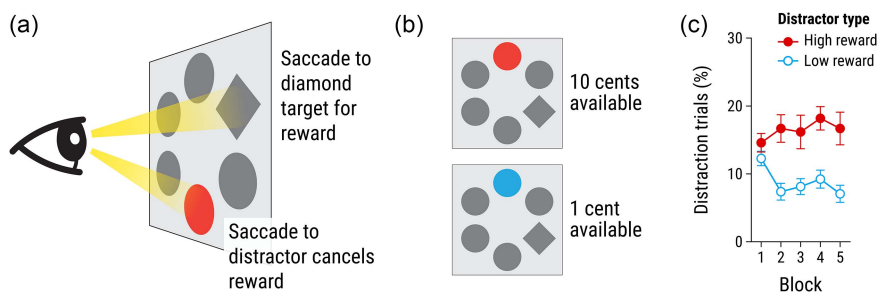 (a)
Saccade to
diamond
target for
reward
Saccade to
distractor cancels
reward
(b)
10 cents
available
1 cent
available
(c)
Distractor type
High reward
Low reward
Distraction trials (%)
30
20
10
0
1 2 3 4 5
Block